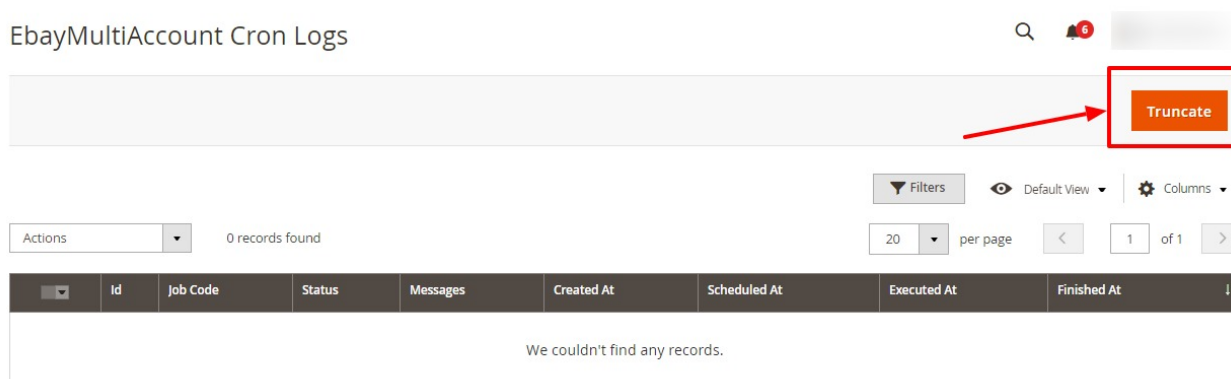 EbayMultiAccount Cron Logs
6
Truncate
Filters Default View Columns
Actions 0 records found 20 per page 1 of 1
Id Job Code Status Messages Created At Scheduled At Executed At Finished At
We couldn't find any records.